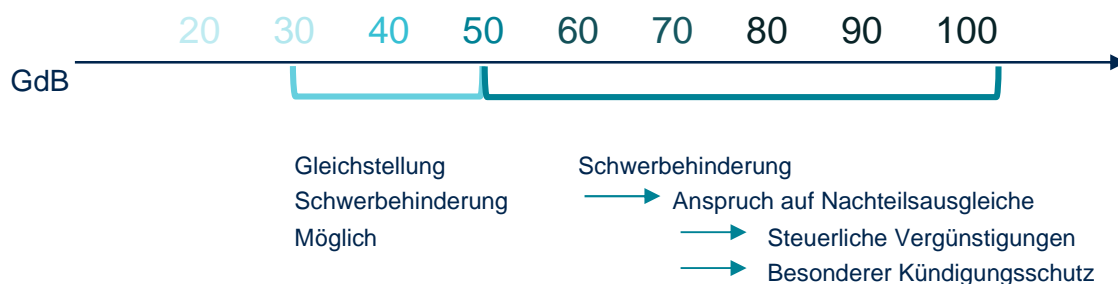 20 30 40 50 60 70 80 90 100
GdB
Gleichstellung
Schwerbehinderung
Möglich
Schwerbehinderung
Anspruch auf Nachteilsausgleiche
Steuerliche Vergünstigungen
Besonderer Kündigungsschutz